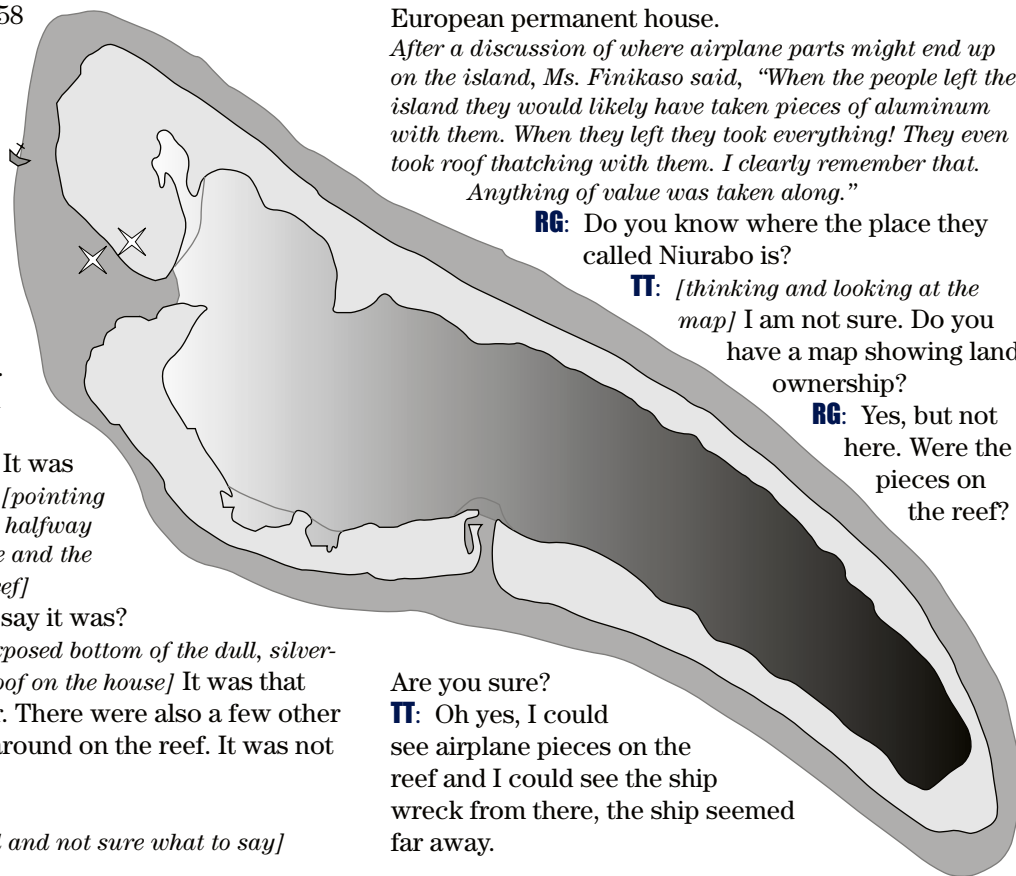 58
It was
[pointing
halfway
e and the
ef]
say it was?
xposed bottom of the dull, silver-
oof on the house] It was that
r. There were also a few other
around on the reef. It was not
and not sure what to say]
European permanent house.
After a discussion of where airplane parts might end up
on the island, Ms. Finikaso said, “When the people left the
island they would likely have taken pieces of aluminum
with them. When they left they took everything! They even
took roof thatching with them. I clearly remember that.
Anything of value was taken along.”
RG: Do you know where the place they
called Niurabo is?
TT: [thinking and looking at the
map] I am not sure. Do you
have a map showing land
ownership?
RG: Yes, but not
here. Were the
pieces on
the reef?
Are you sure?
TT: Oh yes, I could
see airplane pieces on the
reef and I could see the ship
wreck from there, the ship seemed
far away.